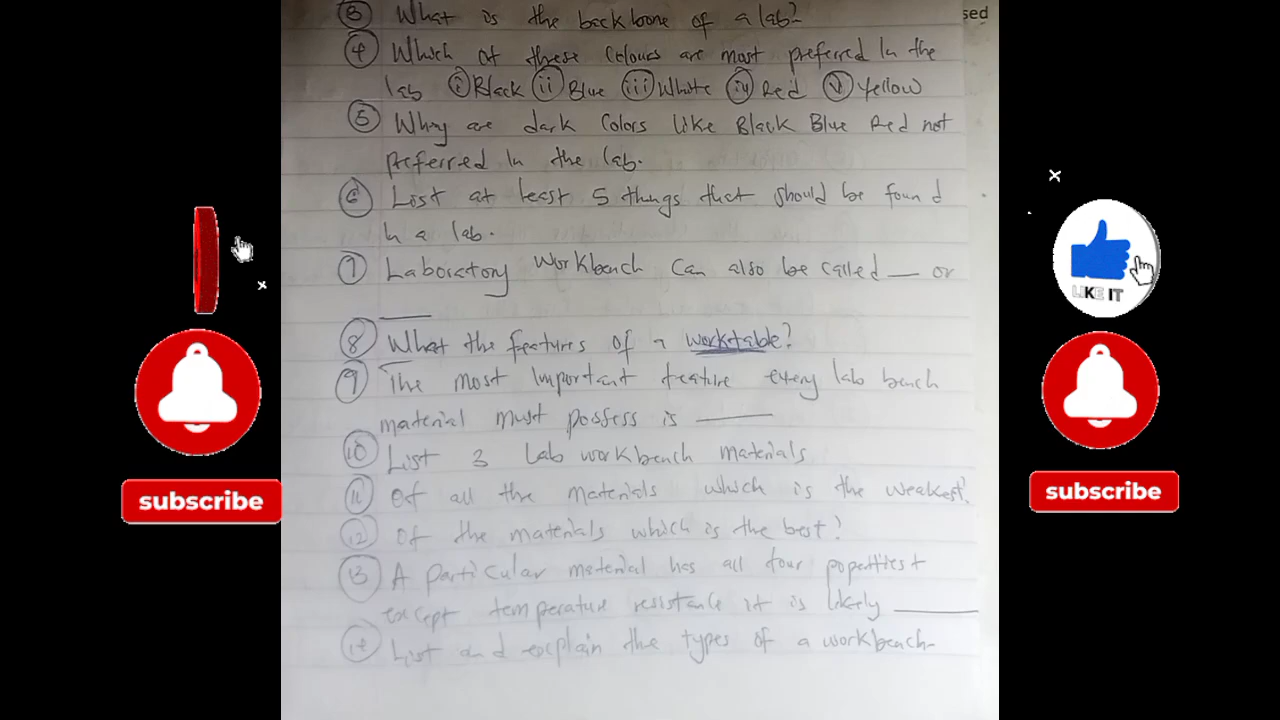 sed
③ What is the backbone of a lab?
④ Which of these colours are most preferred in the
lab ⓘ Black ⓘⓘ Blue ⓘⓘⓘ White ⓘⓥ Red ⓥ Yellow
⑤ Why are dark colors like Black Blue Red not
preferred in the lab.
⑥ List at least 5 things that should be found
in a lab.
⑦ Laboratory workbench can also be called ___ or
___
⑧ What the features of a worktable?
⑨ The most important feature every lab bench
material must possess is ___
⑩ List 3 Lab workbench materials
⑪ Of all the materials which is the weakest?
⑫ Of the materials which is the best?
⑬ A particular material has all four
except temperature resistance it is likely ___
⑭ List and explain the types of a workbench
subscribe
LIKE IT
subscribe